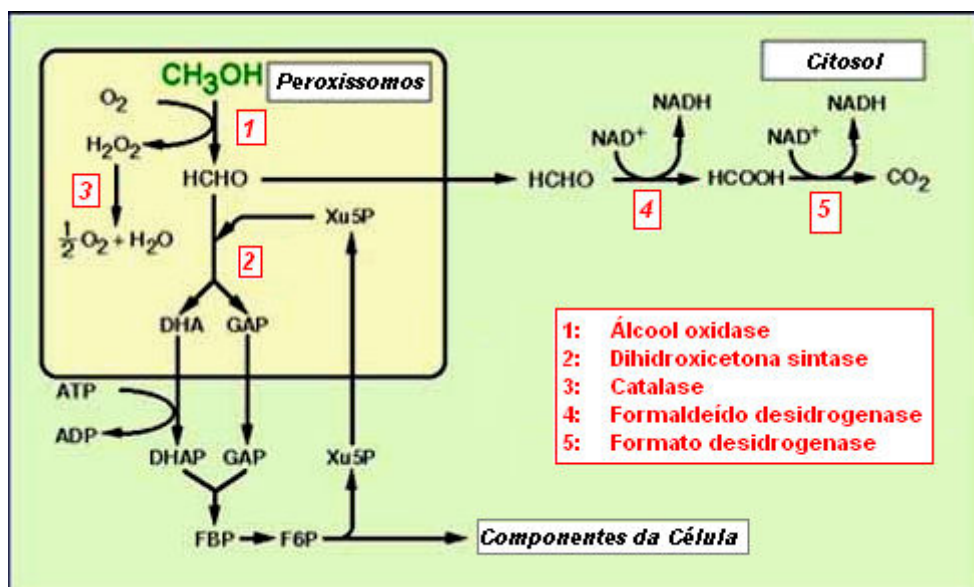 CH3OH
Peroxissomos
Citosol
O2
1
H2O2
3
HCHO
1/2 O2 + H2O
2
Xu5P
DHA GAP
NADH NADH
NAD+ NAD+
HCHO HCOOH CO2
4 5
1: Álcool oxidase
2: Dihidroxicetona sintase
3: Catalase
4: Formaldeído desidrogenase
5: Formato desidrogenase
ATP
ADP
DHAP GAP Xu5P
FBP F6P Componentes da Célula